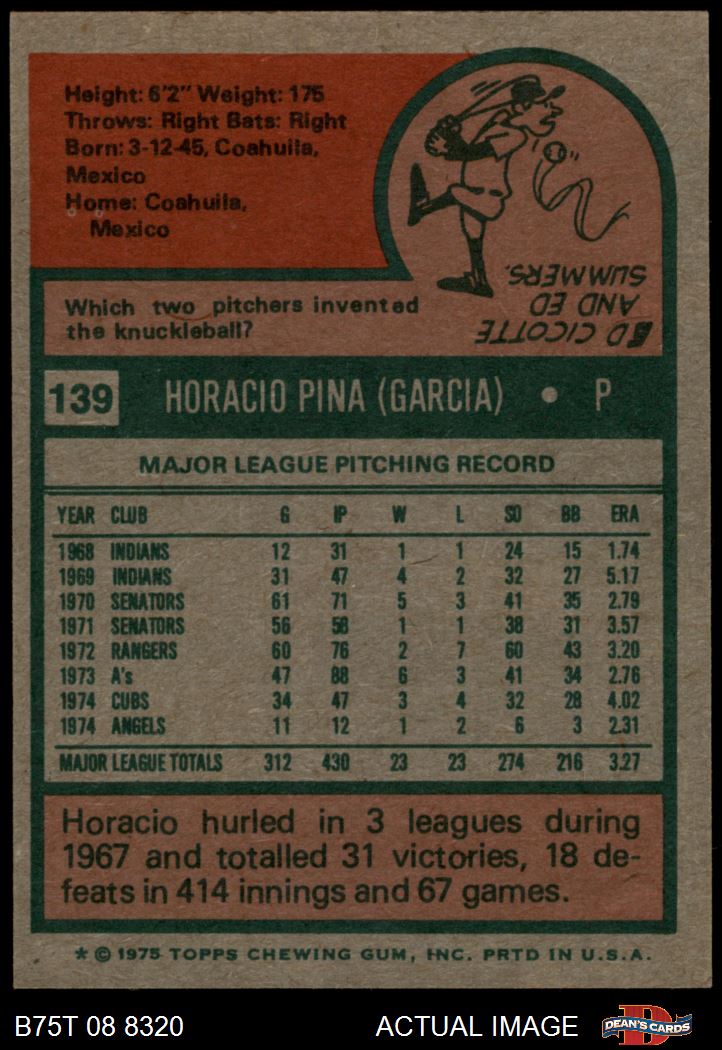 Height: 6'2" Weight: 175
Throws: Right Bats: Right
Born: 3-12-45, Coahuila,
Mexico
Home: Coahuila,
Mexico
Which two pitchers invented
the knuckleball?
ED CICOTTE
AND ED
SUMMERS.
139 HORACIO PINA (GARCIA) • P
MAJOR LEAGUE PITCHING RECORD
YEAR CLUB G IP W L SO BB ERA
1968 INDIANS 12 31 1 1 24 15 1.74
1969 INDIANS 31 47 4 2 32 27 5.17
1970 SENATORS 61 71 5 3 41 35 2.79
1971 SENATORS 56 58 1 1 38 31 3.57
1972 RANGERS 60 76 2 7 60 43 3.20
1973 A's 47 88 6 3 41 34 2.76
1974 CUBS 34 47 3 4 32 28 4.02
1974 ANGELS 11 12 1 2 6 3 2.31
MAJOR LEAGUE TOTALS 312 430 23 23 274 216 3.27
Horacio hurled in 3 leagues during
1967 and totalled 31 victories, 18 de-
feats in 414 innings and 67 games.
* © 1975 TOPPS CHEWING GUM, INC. PRTD IN U.S.A.
B75T 08 8320 ACTUAL IMAGE D DEAN'S CARDS